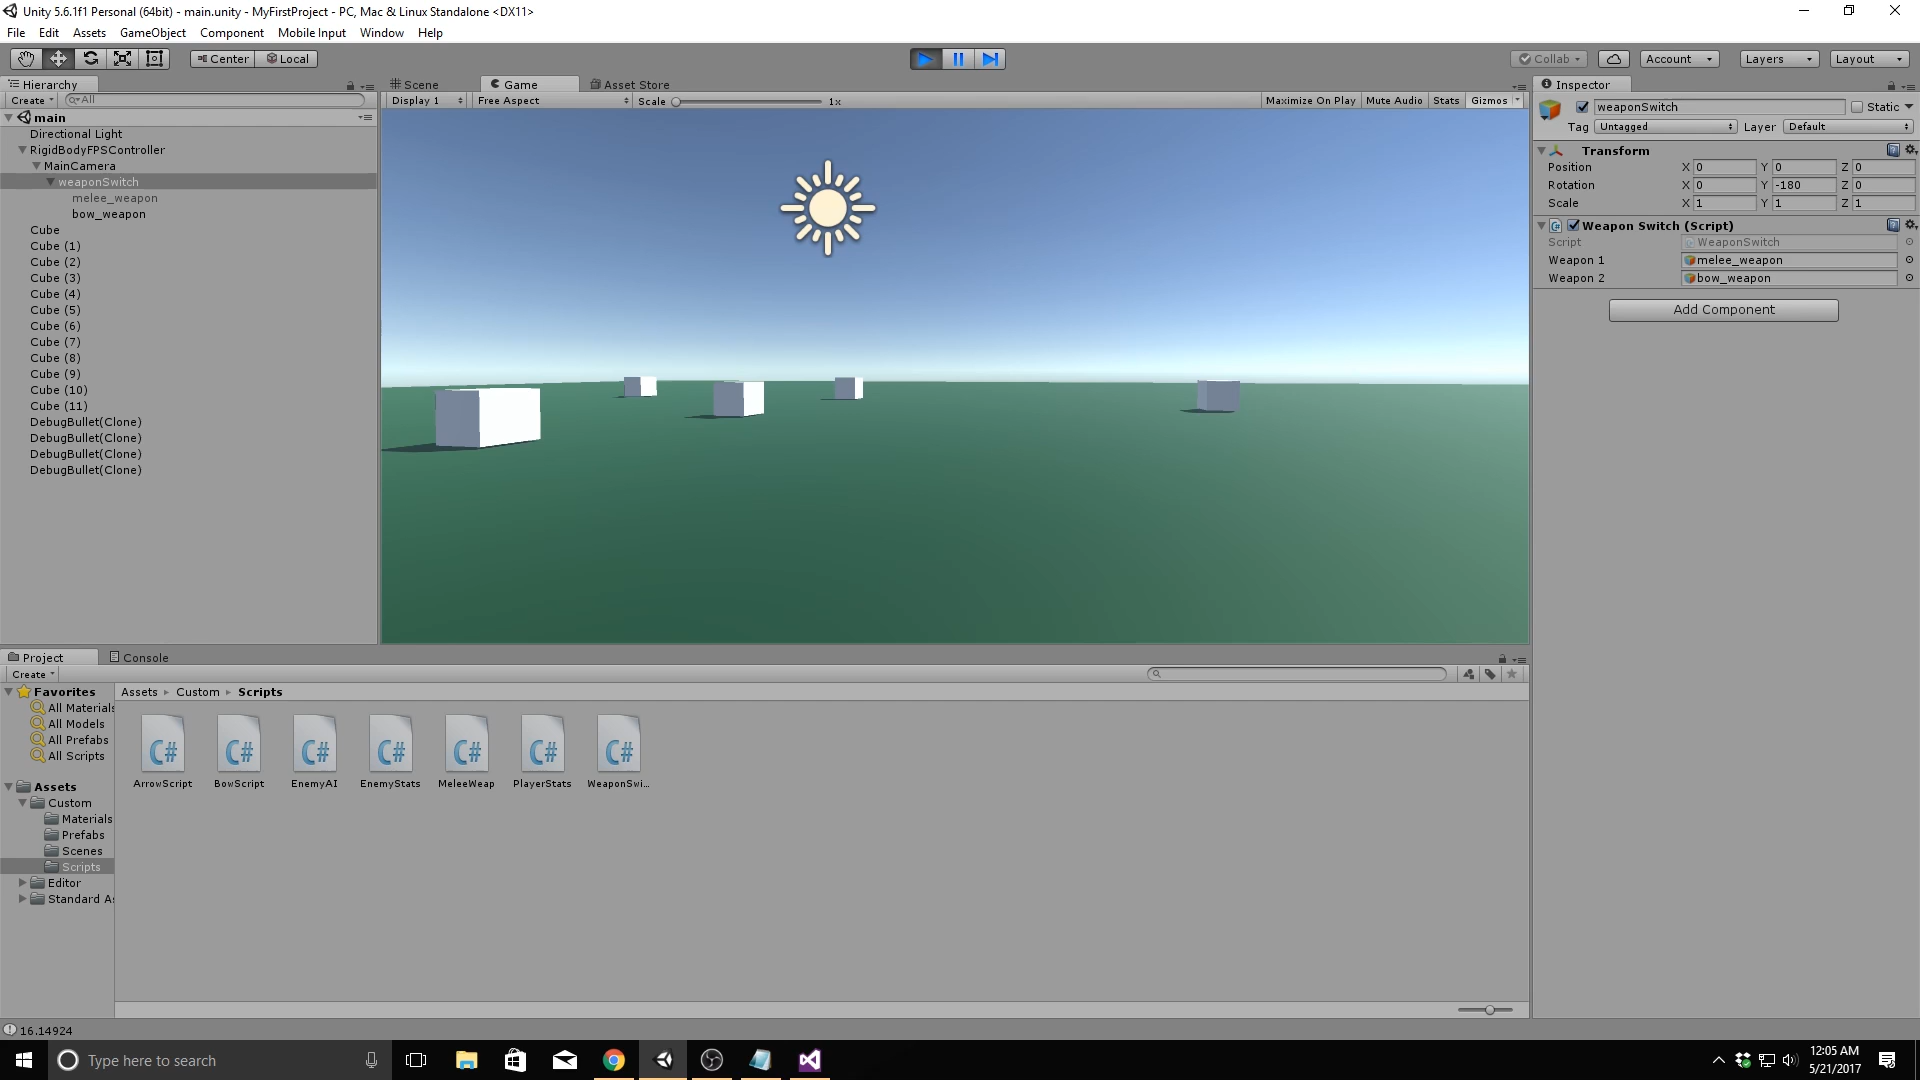 Unity 5.6.1f1 Personal (64bit) - main.unity - MyFirstProject - PC, Mac & Linux Standalone <DX11>
File Edit Assets GameObject Component Mobile Input Window Help
Center Local Collab Account Layers Layout
Hierarchy
Create All
main
Directional Light
RigidBodyFPSController
MainCamera
weaponSwitch
melee_weapon
bow_weapon
Cube
Cube (1)
Cube (2)
Cube (3)
Cube (4)
Cube (5)
Cube (6)
Cube (7)
Cube (8)
Cube (9)
Cube (10)
Cube (11)
DebugBullet(Clone)
DebugBullet(Clone)
DebugBullet(Clone)
DebugBullet(Clone)
Scene Game Asset Store
Display 1 Free Aspect Scale 1x Maximize On Play Mute Audio Stats Gizmos
Inspector
weaponSwitch Static
Tag Untagged Layer Default
Transform
Position X 0 Y 0 Z 0
Rotation X 0 Y -180 Z 0
Scale X 1 Y 1 Z 1
Weapon Switch (Script)
Script WeaponSwitch
Weapon 1 melee_weapon
Weapon 2 bow_weapon
Add Component
Project Console
Create
Favorites
All Materials
All Models
All Prefabs
All Scripts
Assets
Custom
Materials
Prefabs
Scenes
Scripts
Editor
Standard As
Assets Custom Scripts
C# C# C# C# C# C# C#
ArrowScript BowScript EnemyAI EnemyStats MeleeWeap PlayerStats WeaponSwi...
16.14924
Type here to search
12:05 AM
5/21/2017